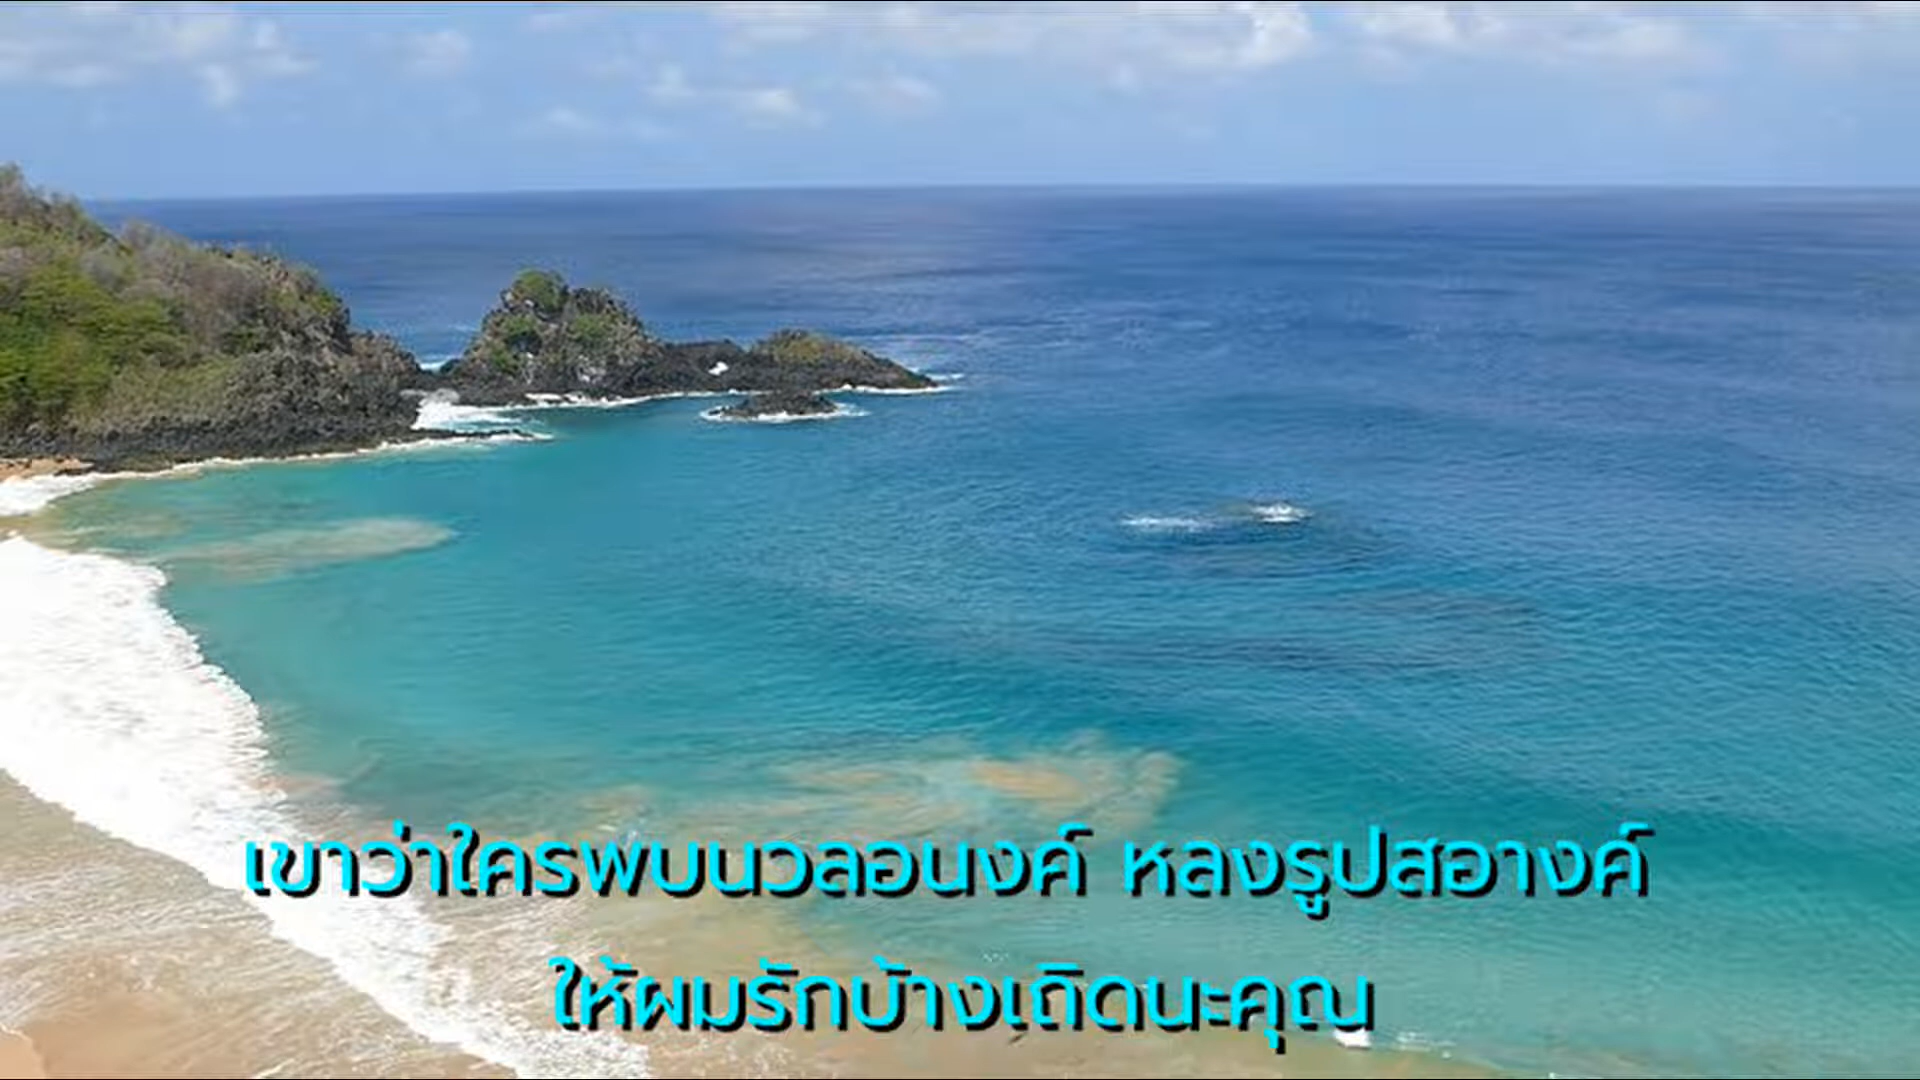 เขาว่าใครพบนวลอนงค์ หลงรูปสอางค์
ให้ผมรักบ้างเถิดนะคุณ